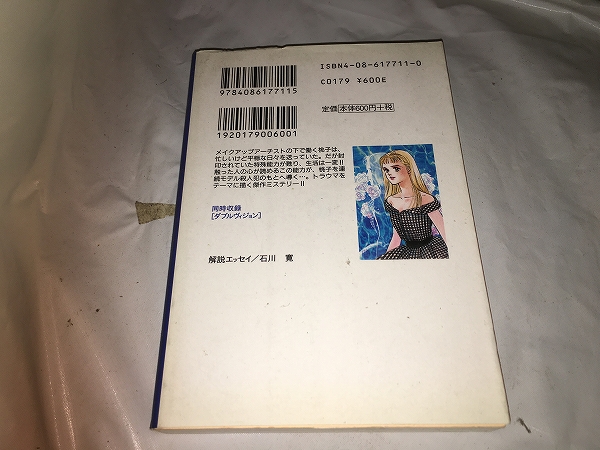 ISBN4-08-617711-0
C0179 ¥600E
9784086177115
定価 本体600円+税
1920179006001
メイクアップアーチストの下で働く桃子は、
忙しいけど平穏な日々を送っていた。だが封
印されていた特殊能力が甦り、生活は一変!!
触った人の心が読めるこの能力が、桃子を連
続モデル殺人犯のもとへ導く…。トラウマを
テーマに描く傑作ミステリー!!
同時収録
[ダブルヴィジョン]
解説エッセイ/石川 寛